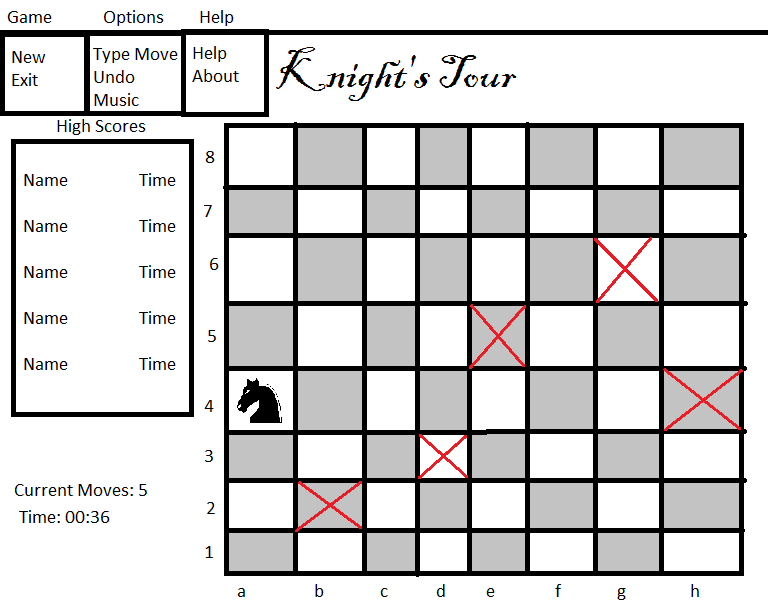 Game Options Help
New
Exit
Type Move
Undo
Music
Help
About
Knight's Tour
High Scores
Name Time
Name Time
Name Time
Name Time
Name Time
Current Moves: 5
Time: 00:36
8
7
6
5
4
3
2
1
a b c d e f g h